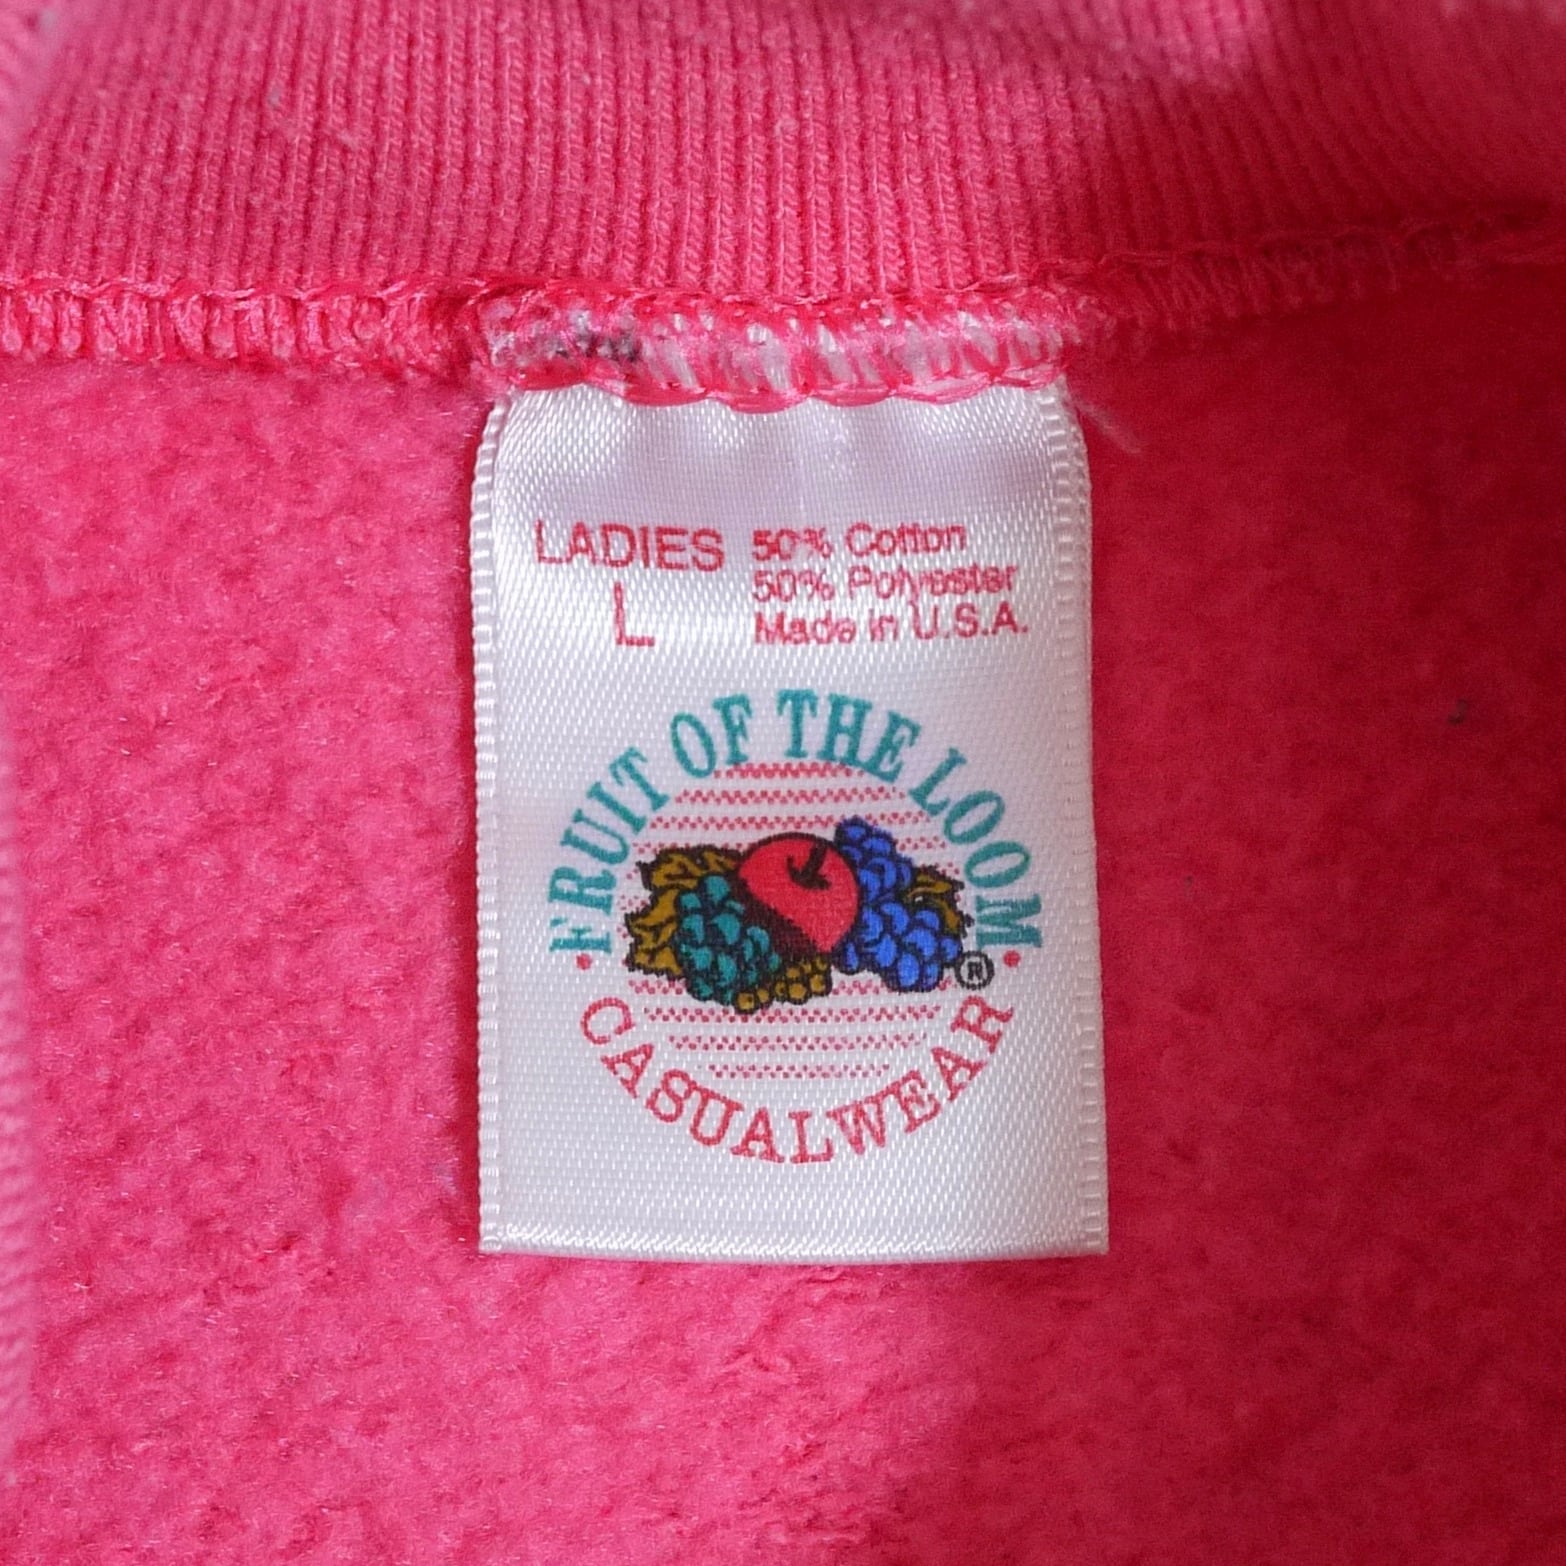 LADIES
L
50% Cotton
50% Polyester
Made in U.S.A.
FRUIT OF THE LOOM
®
CASUALWEAR